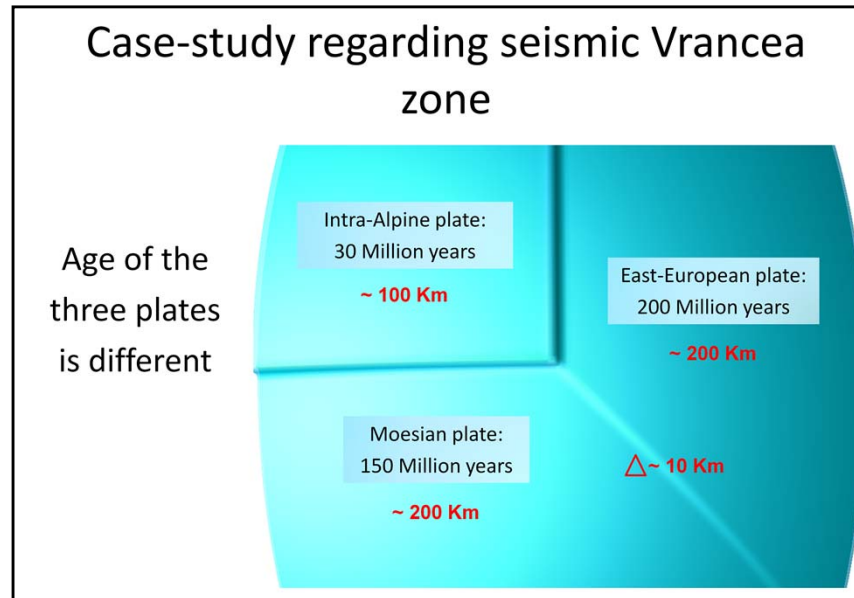 Case-study regarding seismic Vrancea
zone
Age of the
three plates
is different
Intra-Alpine plate:
30 Million years
~ 100 Km
East-European plate:
200 Million years
~ 200 Km
Moesian plate:
150 Million years
~ 200 Km
△~ 10 Km